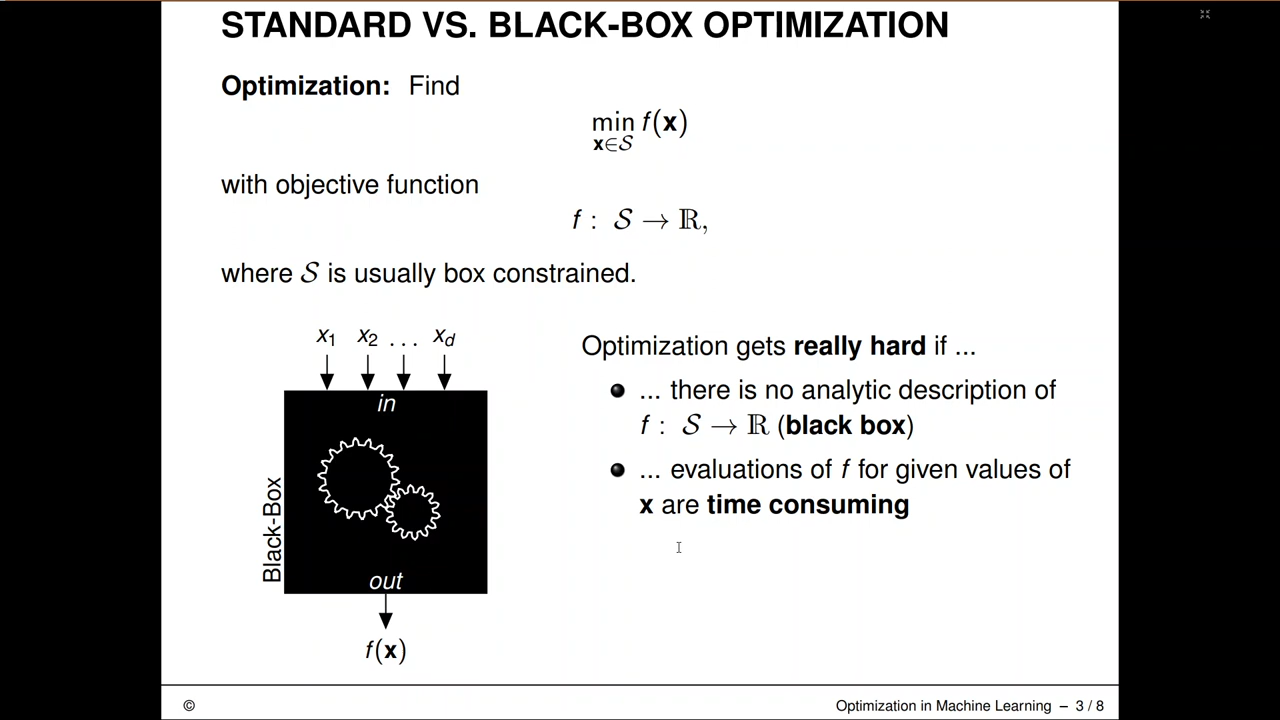 STANDARD VS. BLACK-BOX OPTIMIZATION
Optimization: Find
min f(x)
x∈𝒮
with objective function
f : 𝒮 → ℝ,
where 𝒮 is usually box constrained.
x₁ x₂ . . . x_d
in
Black-Box
out
f(x)
Optimization gets really hard if ...
... there is no analytic description of
f : 𝒮 → ℝ (black box)
... evaluations of f for given values of
x are time consuming
©
Optimization in Machine Learning – 3 / 8